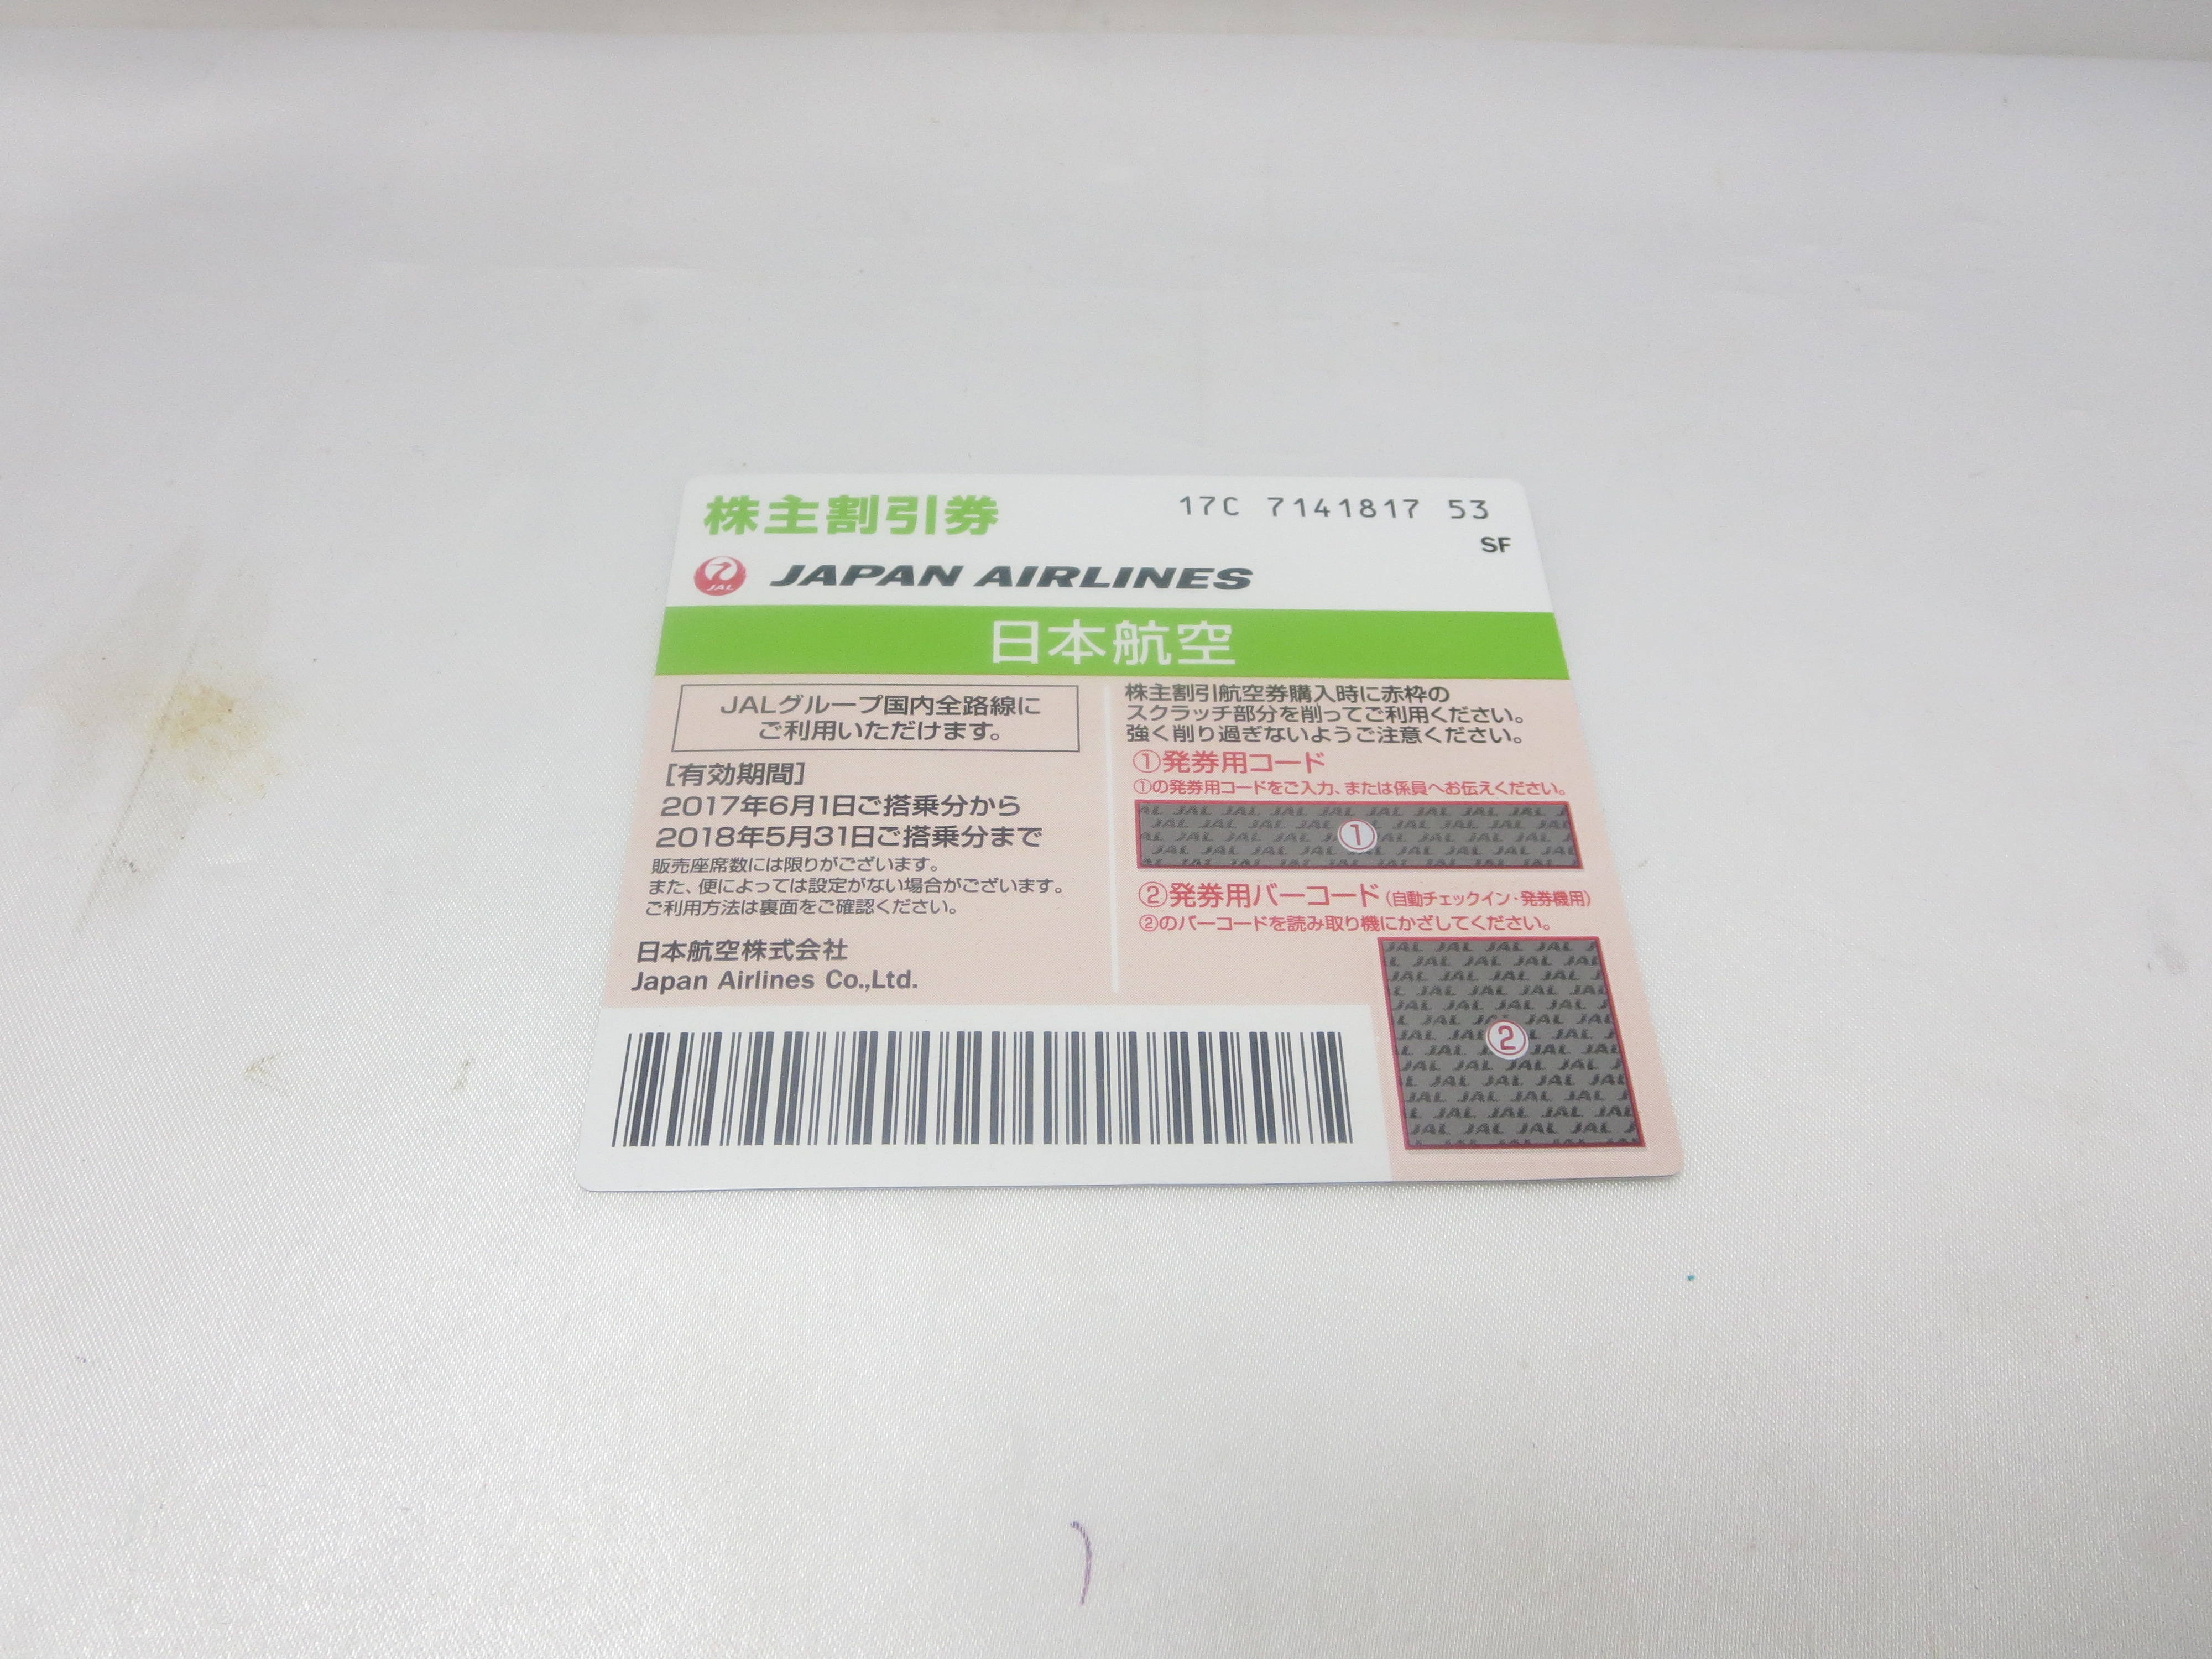 株主割引券
17C 7141817 53
SF
JAL JAPAN AIRLINES
日本航空
JALグループ国内全路線に
ご利用いただけます。
[有効期間]
2017年6月1日ご搭乗分から
2018年5月31日ご搭乗分まで
販売座席数には限りがございます。
また、便によっては設定がない場合がございます。
ご利用方法は裏面をご確認ください。
日本航空株式会社
Japan Airlines Co.,Ltd.
株主割引航空券購入時に赤枠の
スクラッチ部分を削ってご利用ください。
強く削り過ぎないようご注意ください。
①発券用コード
①の発券用コードをご入力、または係員へお伝えください。
①
②発券用バーコード(自動チェックイン・発券機用)
②のバーコードを読み取り機にかざしてください。
②